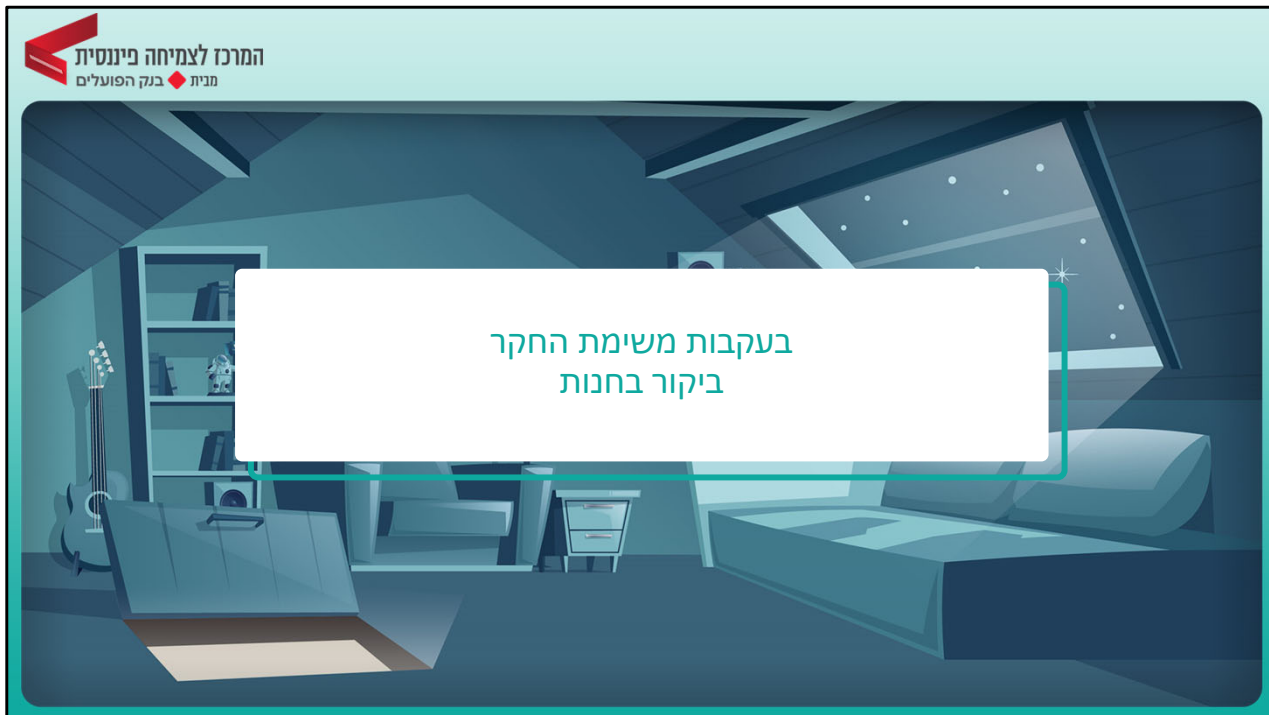 המרכז לצמיחה פיננסית
מבית בנק הפועלים
בעקבות משימת החקר
ביקור בחנות